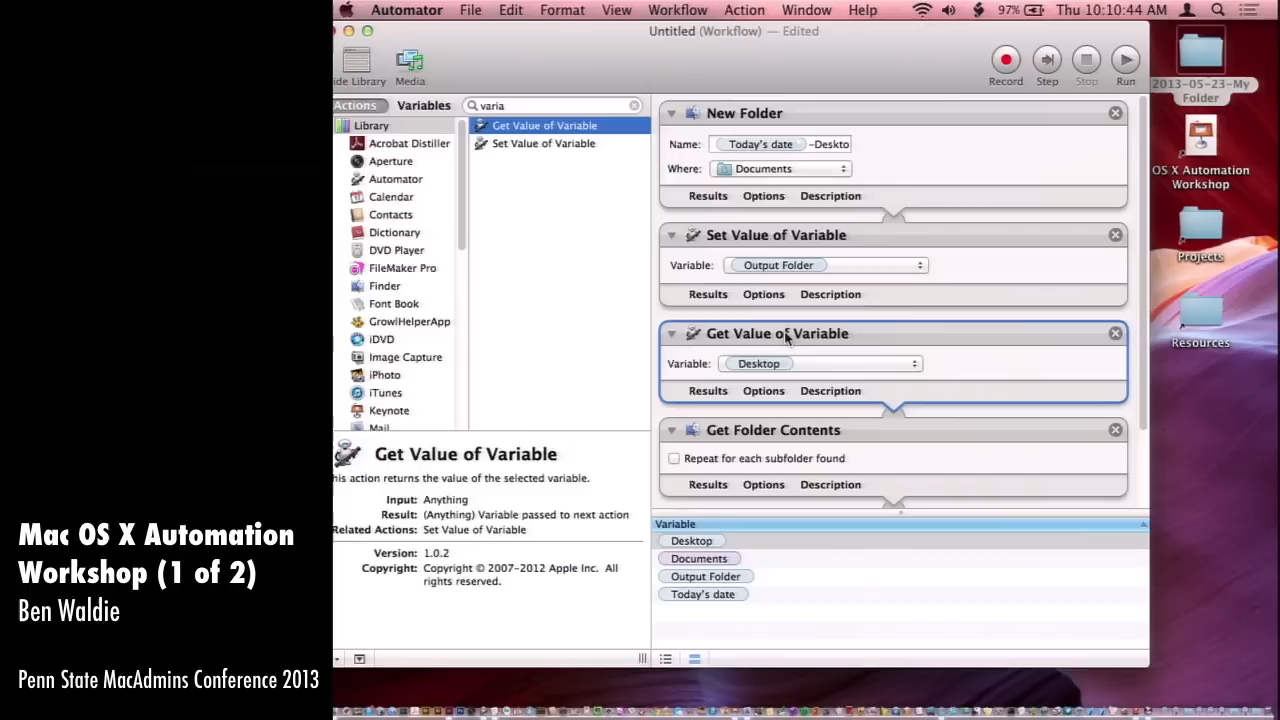 Automator File Edit Format View Workflow Action Window Help 97% Thu 10:10:44 AM
Untitled (Workflow) — Edited
ide Library Media Record Step Stop Run
2013-05-23-My
Folder
Actions Variables varia
Library
Acrobat Distiller
Aperture
Automator
Calendar
Contacts
Dictionary
DVD Player
FileMaker Pro
Finder
Font Book
GrowlHelperApp
iDVD
Image Capture
iPhoto
iTunes
Keynote
Mail
Get Value of Variable
Set Value of Variable
New Folder
Name: Today's date -Deskto
Where: Documents
Results Options Description
Set Value of Variable
Variable: Output Folder
Results Options Description
Get Value of Variable
Variable: Desktop
Results Options Description
Get Folder Contents
Repeat for each subfolder found
Results Options Description
OS X Automation
Workshop
Projects
Resources
Get Value of Variable
his action returns the value of the selected variable.
Input: Anything
Result: (Anything) Variable passed to next action
Related Actions: Set Value of Variable
Version: 1.0.2
Copyright: Copyright © 2007-2012 Apple Inc. All
rights reserved.
Variable
Desktop
Documents
Output Folder
Today's date
Mac OS X Automation
Workshop (1 of 2)
Ben Waldie
Penn State MacAdmins Conference 2013